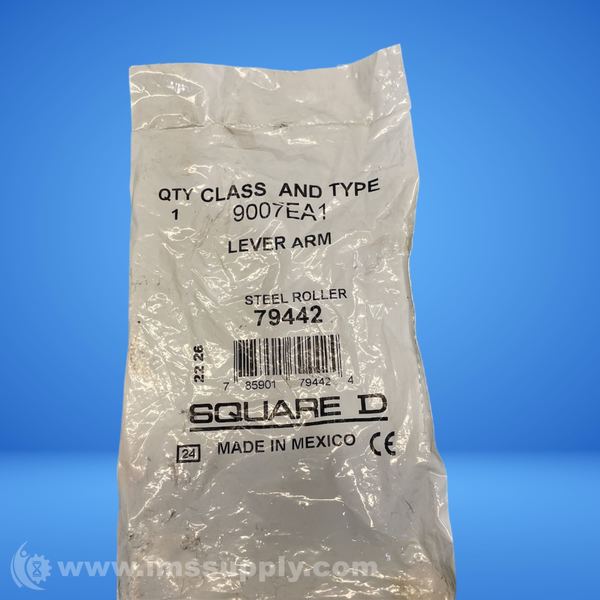 QTY CLASS AND TYPE
1 9007EA1
LEVER ARM
STEEL ROLLER
79442
22 26
7 85901 79442 4
SQUARE D
24 MADE IN MEXICO CE
www.imssupply.com